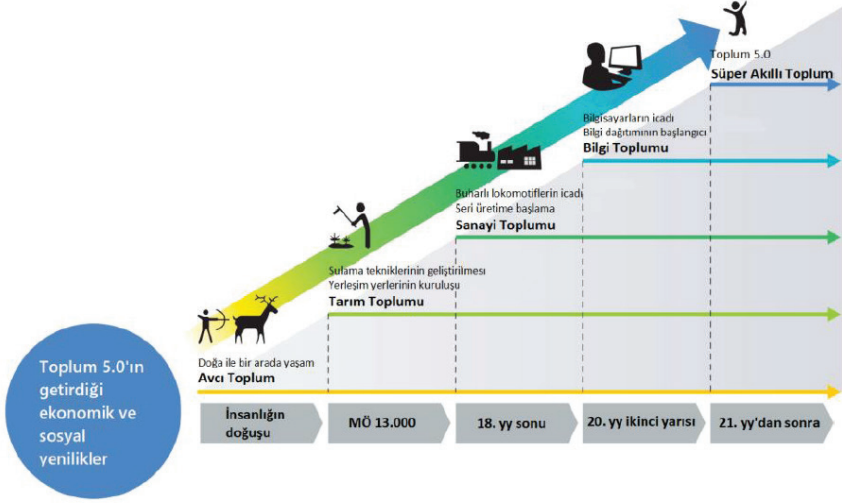 Toplum 5.0
Süper Akıllı Toplum
Bilgisayarların icadı
Bilgi dağıtımının başlangıcı
Bilgi Toplumu
Buharlı lokomotiflerin icadı
Seri üretime başlama
Sanayi Toplumu
Sulama tekniklerinin geliştirilmesı
Yerleşim yerlerinin kuruluşu
Tarım Toplumu
Doğa ile bir arada yaşam
Avcı Toplum
Toplum 5.0'ın
getirdiği
ekonomik ve
sosyal
yenilikler
İnsanlığın
doğuşu
MÖ 13.000
18. yy sonu
20. yy ikinci yarısı
21. yy'dan sonra